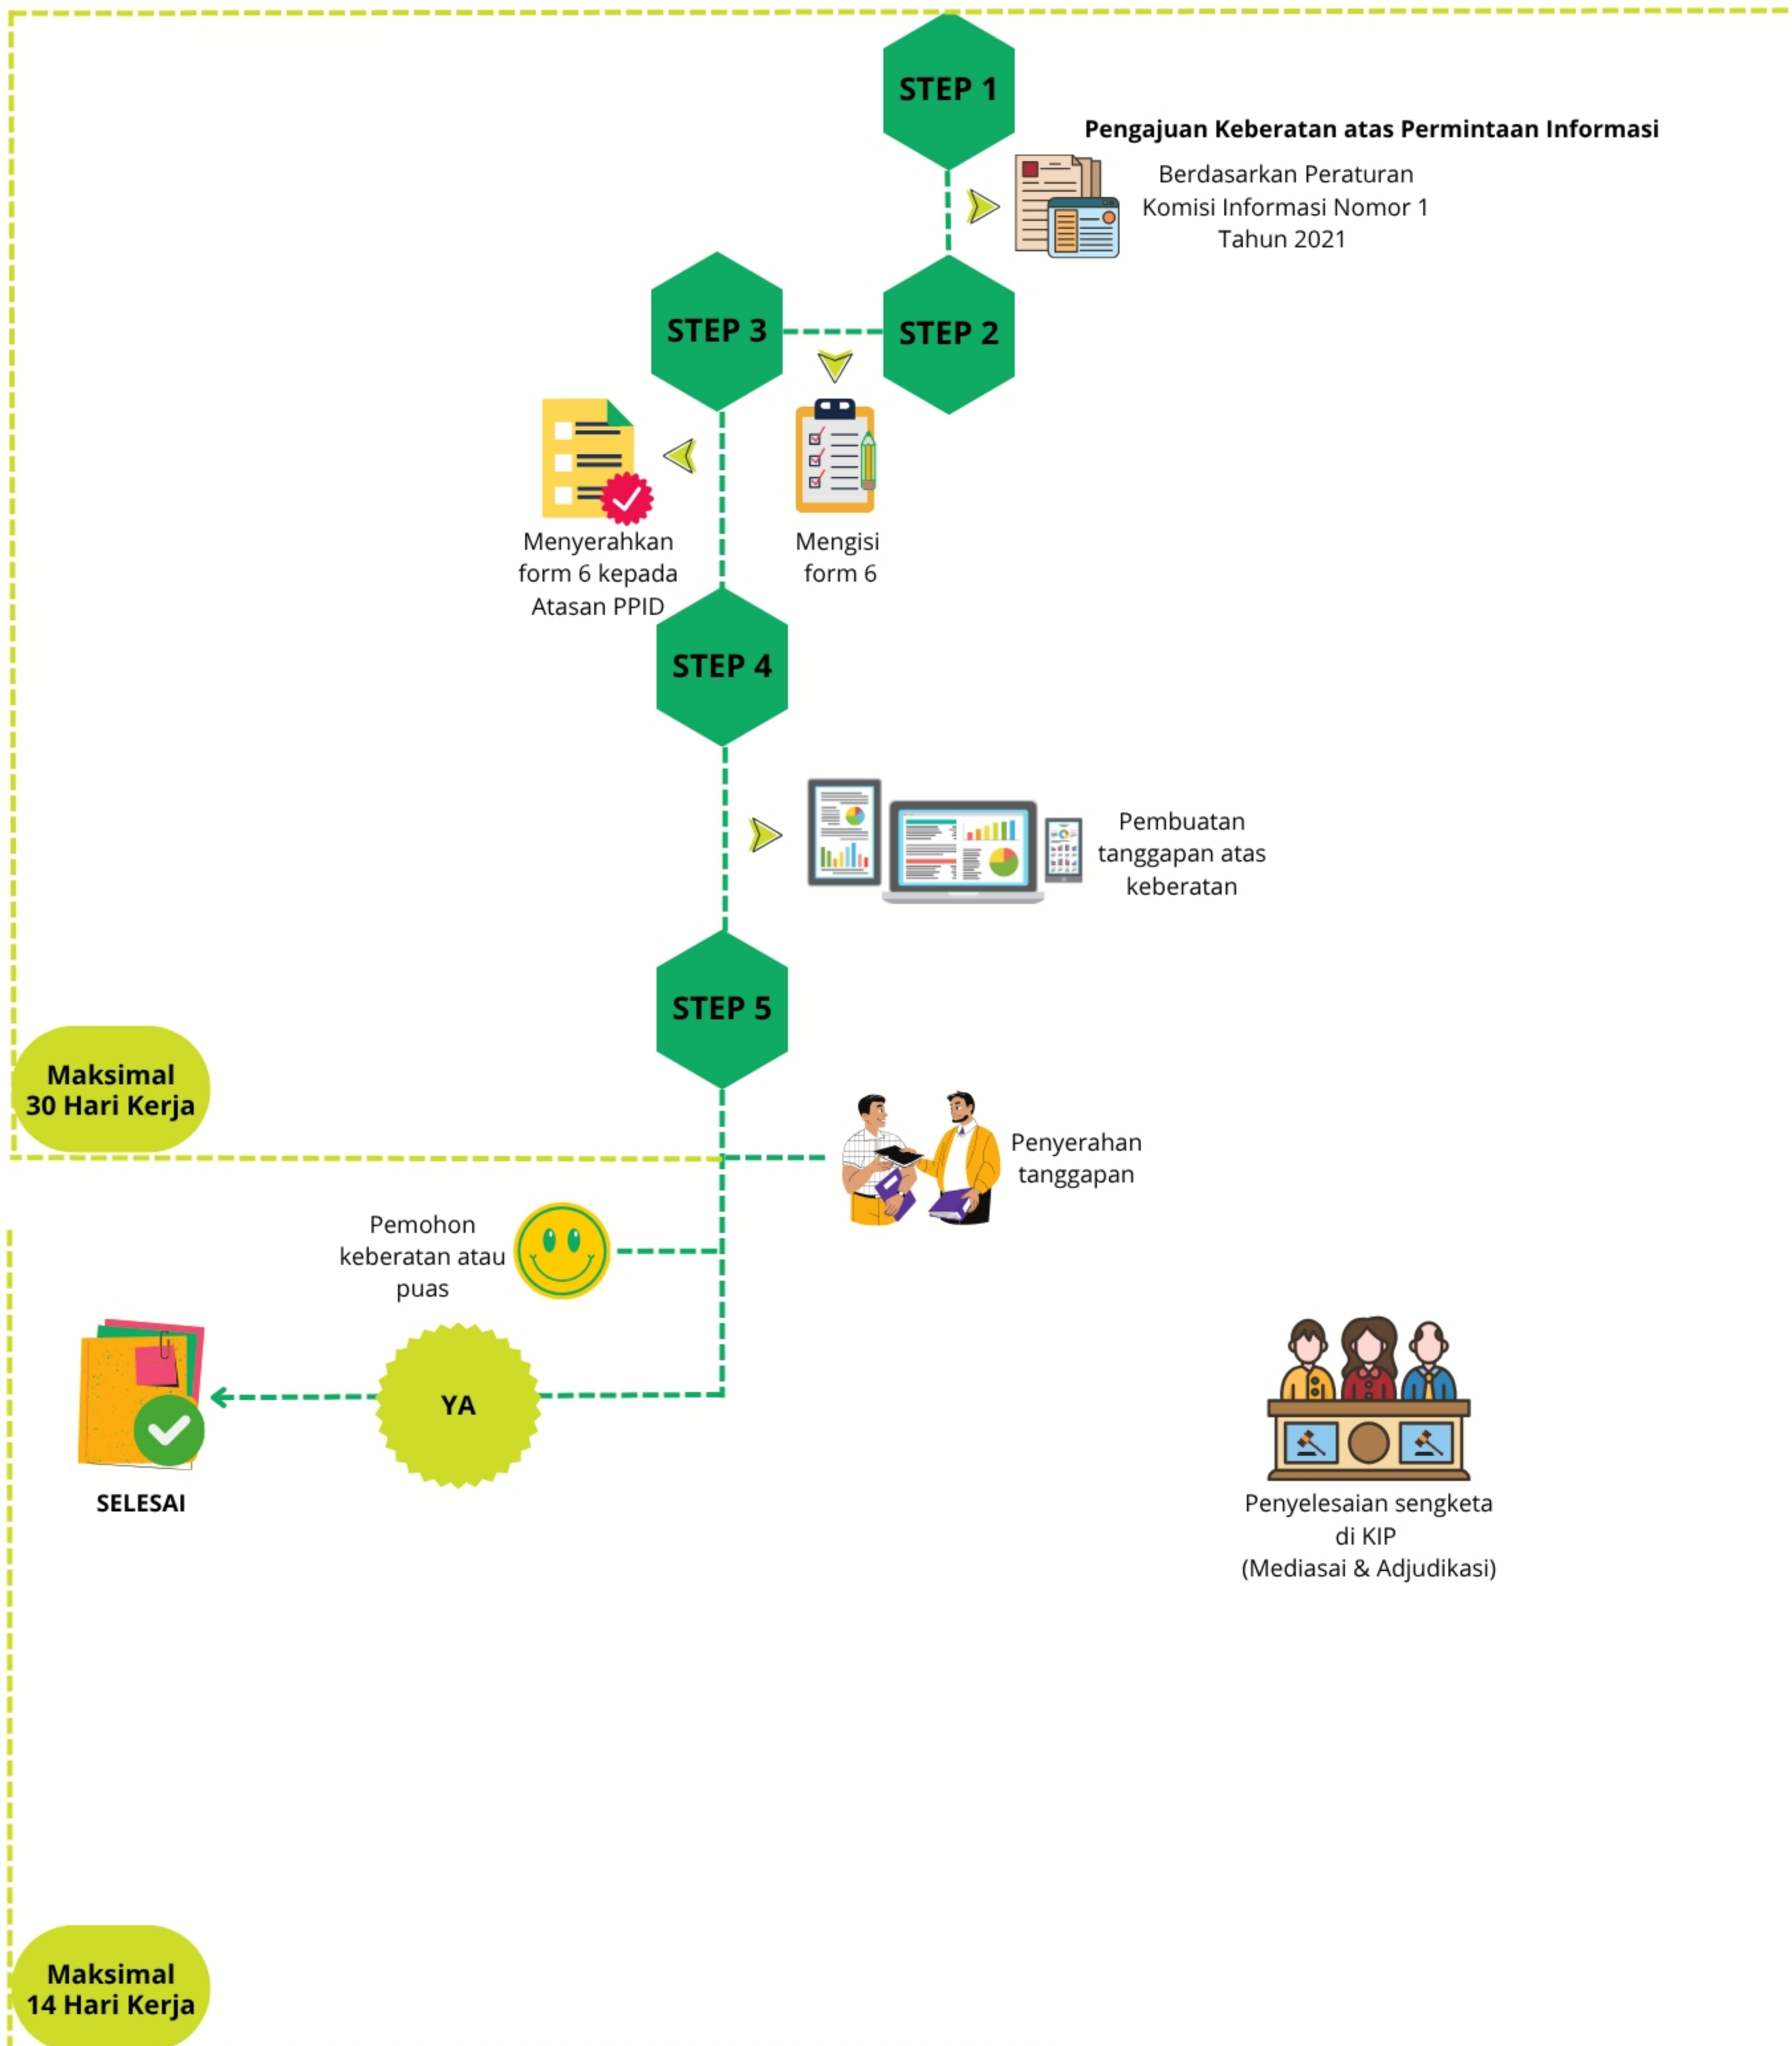 STEP 1
Pengajuan Keberatan atas Permintaan Informasi
Berdasarkan Peraturan
Komisi Informasi Nomor 1
Tahun 2021
STEP 2
STEP 3
Mengisi
form 6
Menyerahkan
form 6 kepada
Atasan PPID
STEP 4
Pembuatan
tanggapan atas
keberatan
STEP 5
Maksimal
30 Hari Kerja
Penyerahan
tanggapan
Pemohon
keberatan atau
puas
YA
SELESAI
Penyelesaian sengketa
di KIP
(Mediasai & Adjudikasi)
Maksimal
14 Hari Kerja